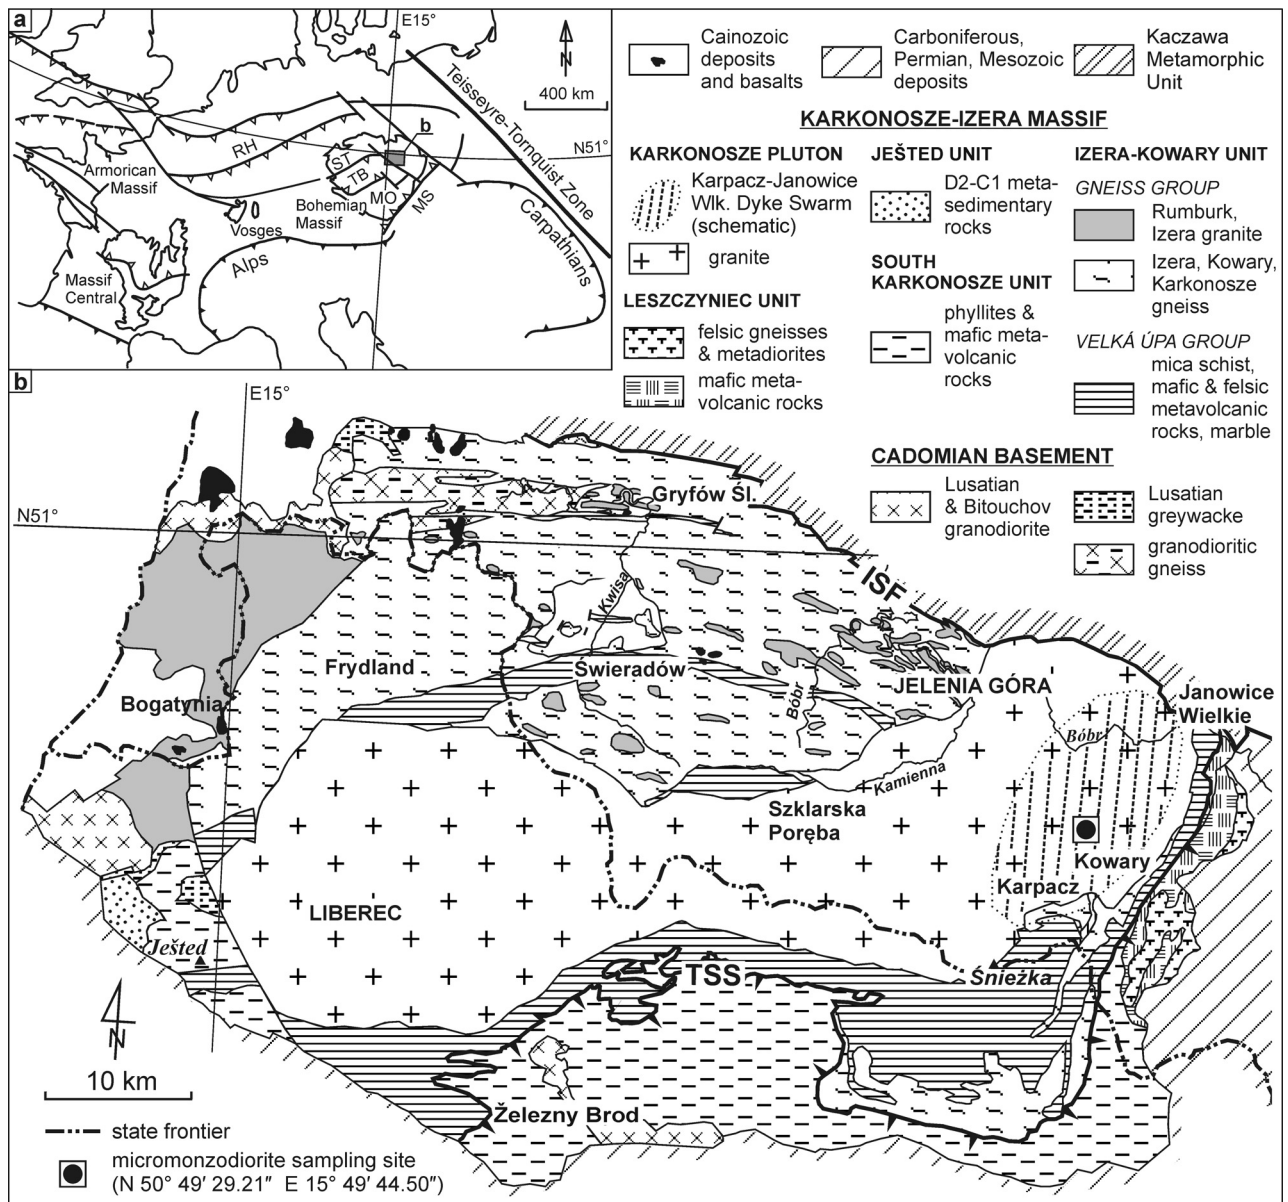 a
E15°
400 km
N51°
Teisseyre-Tornquist Zone
RH
b
ST
TB
MO
MS
Armorican
Massif
Bohemian
Massif
Vosges
Massif
Central
Alps
Carpathians
Cainozoic
deposits
and basalts
Carboniferous,
Permian, Mesozoic
deposits
Kaczawa
Metamorphic
Unit
KARKONOSZE-IZERA MASSIF
KARKONOSZE PLUTON
Karpacz-Janowice
Wlk. Dyke Swarm
(schematic)
granite
LESZCZYNIEC UNIT
felsic gneisses
& metadiorites
mafic meta-
volcanic rocks
JEŠTED UNIT
D2-C1 meta-
sedimentary
rocks
SOUTH
KARKONOSZE UNIT
phyllites &
mafic meta-
volcanic
rocks
IZERA-KOWARY UNIT
GNEISS GROUP
Rumburk,
Izera granite
Izera, Kowary,
Karkonosze
gneiss
VELKÁ ÚPA GROUP
mica schist,
mafic & felsic
metavolcanic
rocks, marble
CADOMIAN BASEMENT
Lusatian
& Bitouchov
granodiorite
Lusatian
greywacke
granodioritic
gneiss
b
E15°
N51°
Gryfów Śl.
ISF
Kwisa
Frydland
Świeradów
Bogatynia
Bóbr
JELENIA GÓRA
Janowice
Wielkie
Bóbr
Kamienna
Szklarska
Poręba
Kowary
Karpacz
LIBEREC
Ješted
TSS
Śnieżka
N
10 km
Železny Brod
state frontier
micromonzodiorite sampling site
(N 50° 49′ 29.21″ E 15° 49′ 44.50″)